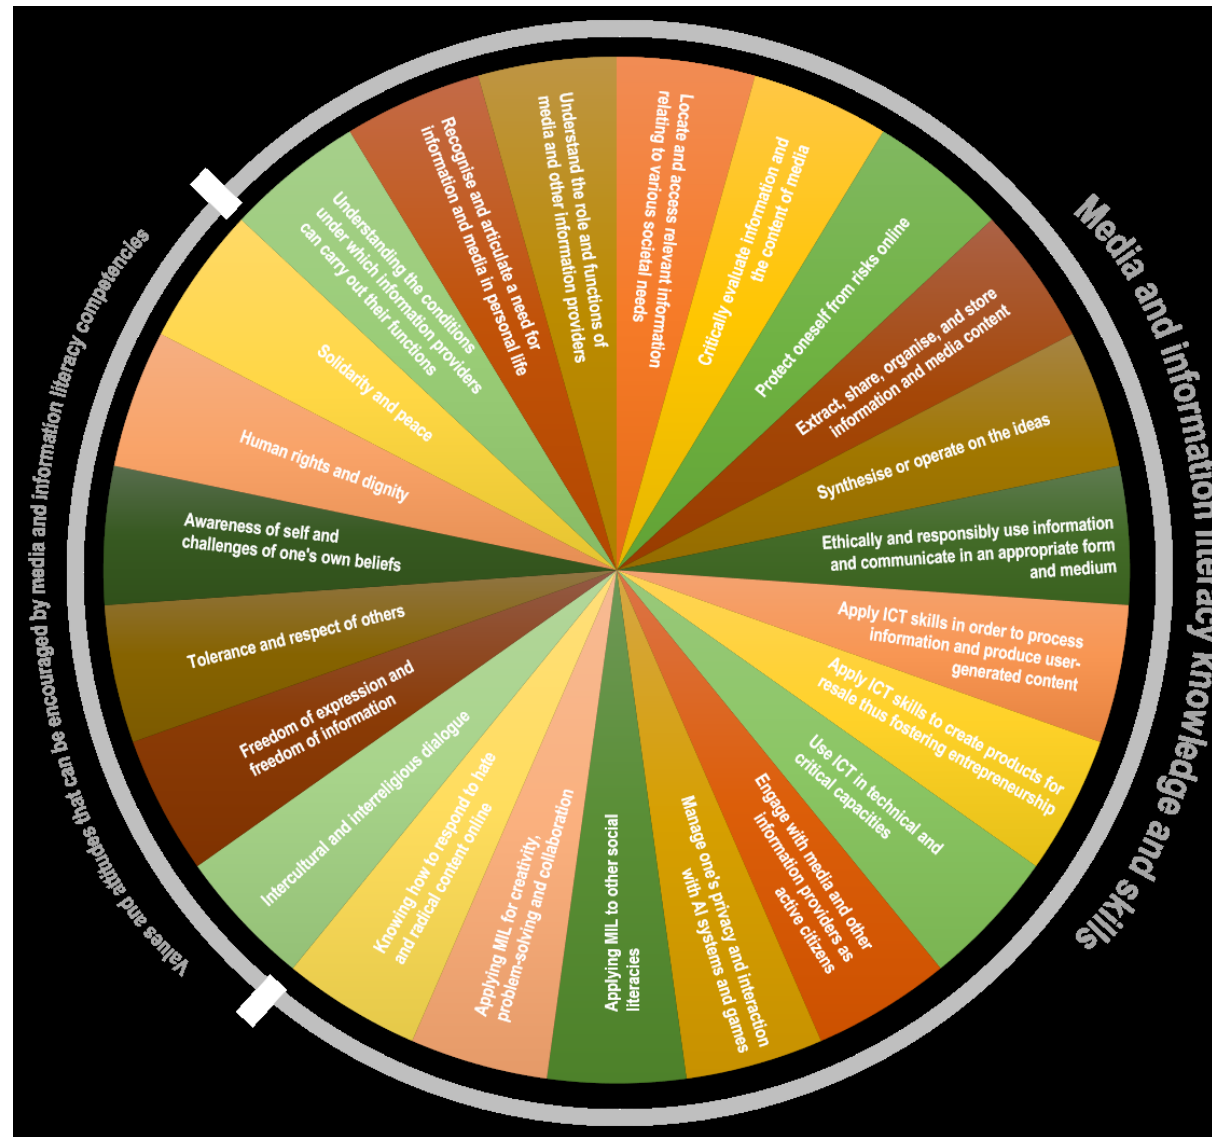 Locate and access relevant information
relating to various societal needs
Critically evaluate information and
the content of media
Protect oneself from risks online
Extract, share, organise, and store
information and media content
Synthesise or operate on the ideas
Ethically and responsibly use information
and communicate in an appropriate form
and medium
Apply ICT skills in order to process
information and produce user-
generated content
Apply ICT skills to create products for
resale thus fostering entrepreneurship
Use ICT in technical and
critical capacities
Engage with media and other
information providers as
active citizens
Manage one's privacy and interaction
with AI systems and games
Applying MIL to other social
literacies
Applying MIL for creativity,
problem-solving and collaboration
Knowing how to respond to hate
and radical content online
Intercultural and interreligious dialogue
Freedom of expression and
freedom of information
Tolerance and respect of others
Awareness of self and
challenges of one's own beliefs
Human rights and dignity
Solidarity and peace
Understanding the conditions
under which information providers
can carry out their functions
Recognise and articulate a need for
information and media in personal life
Understand the role and functions of
media and other information providers
Media and information literacy knowledge and skills
Values and attitudes that can be encouraged by media and information literacy competencies